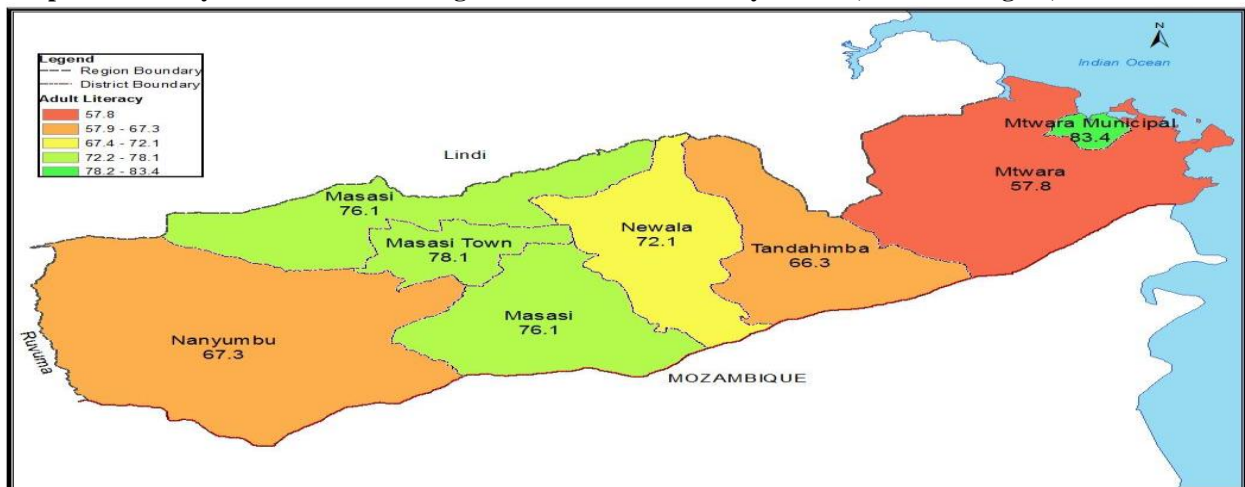 N
Indian Ocean
Legend
Region Boundary
District Boundary
Adult Literacy
57.8
57.9 - 67.3
67.4 - 72.1
72.2 - 78.1
78.2 - 83.4
Lindi
Mtwara Municipal
83.4
Mtwara
57.8
Masasi
76.1
Masasi Town
78.1
Newala
72.1
Tandahimba
66.3
Masasi
76.1
Nanyumbu
67.3
Ruvuma
MOZAMBIQUE